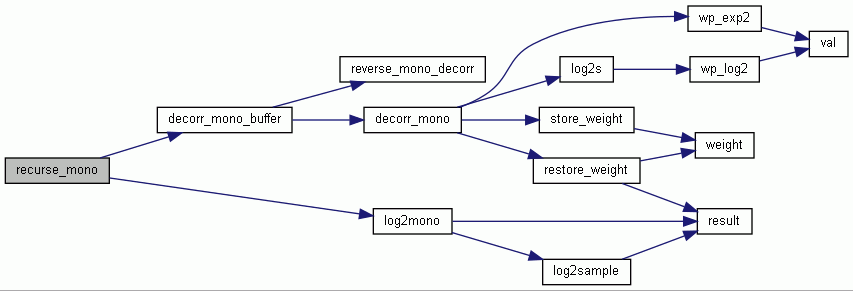 wp_exp2
val
reverse_mono_decorr
log2s
wp_log2
decorr_mono_buffer
decorr_mono
store_weight
weight
recurse_mono
restore_weight
log2mono
result
log2sample